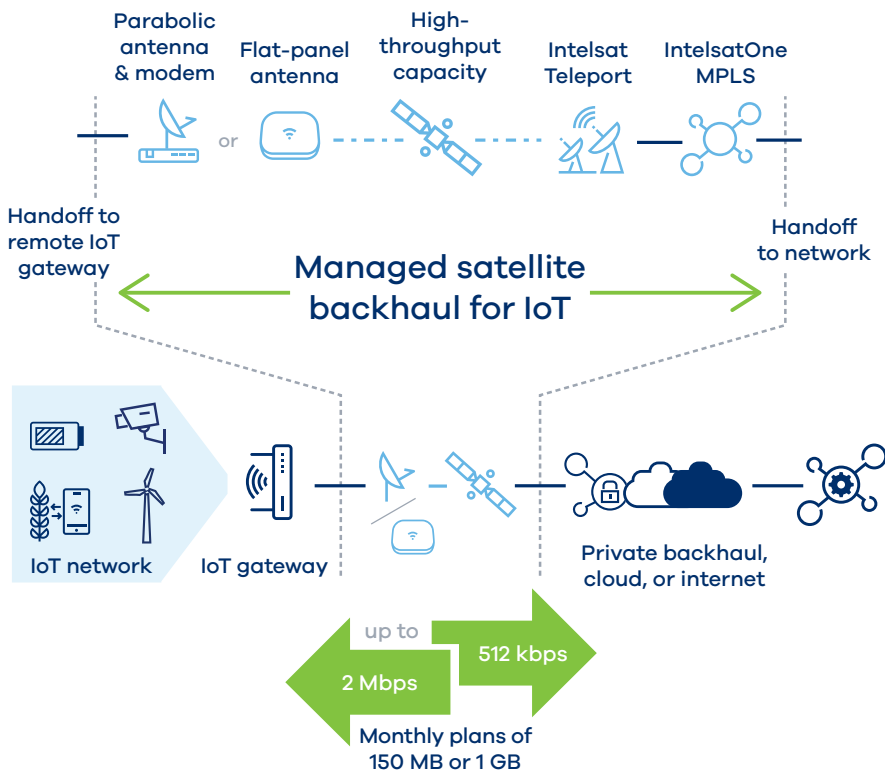 Parabolic
antenna
& modem
Flat-panel
antenna
High-
throughput
capacity
Intelsat
Teleport
IntelsatOne
MPLS
or
Handoff to
remote IoT
gateway
Managed satellite
backhaul for IoT
Handoff
to network
IoT network
IoT gateway
Private backhaul,
cloud, or internet
up to
512 kbps
2 Mbps
Monthly plans of
150 MB or 1 GB